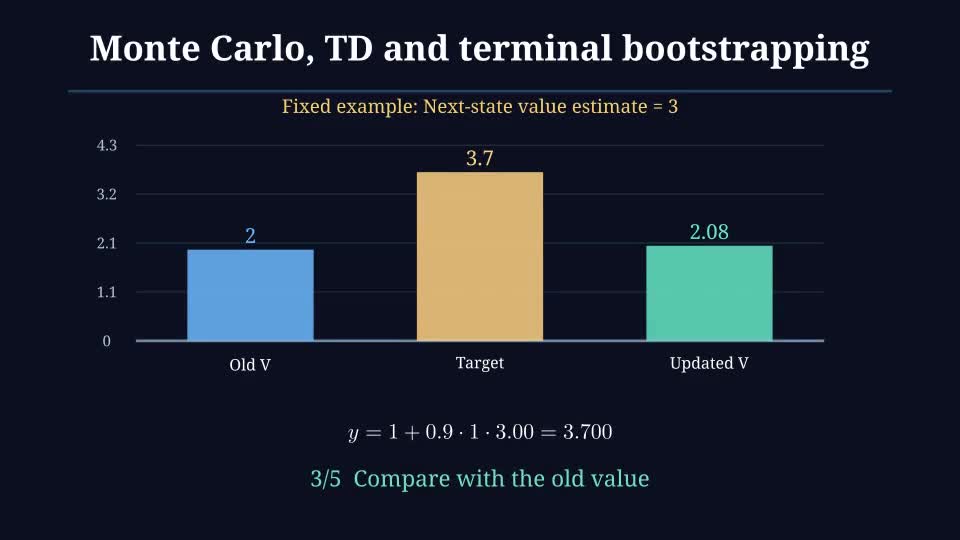 Monte Carlo, TD and terminal bootstrapping
Fixed example: Next-state value estimate = 3
4.3
3.2
2.1
1.1
0
2
3.7
2.08
Old V
Target
Updated V
y = 1 + 0.9 · 1 · 3.00 = 3.700
3/5 Compare with the old value